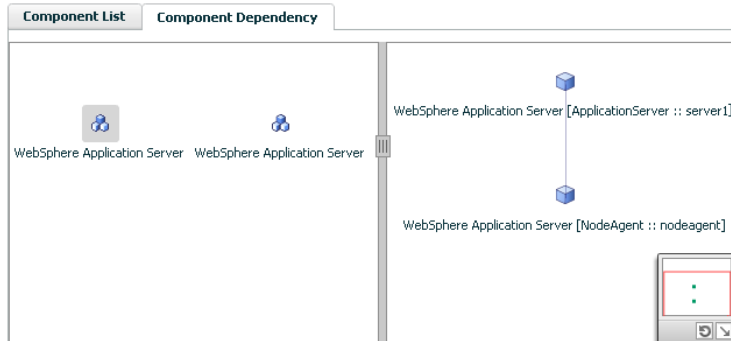 Component List Component Dependency
WebSphere Application Server [ApplicationServer :: server1]
WebSphere Application Server WebSphere Application Server
WebSphere Application Server [NodeAgent :: nodeagent]